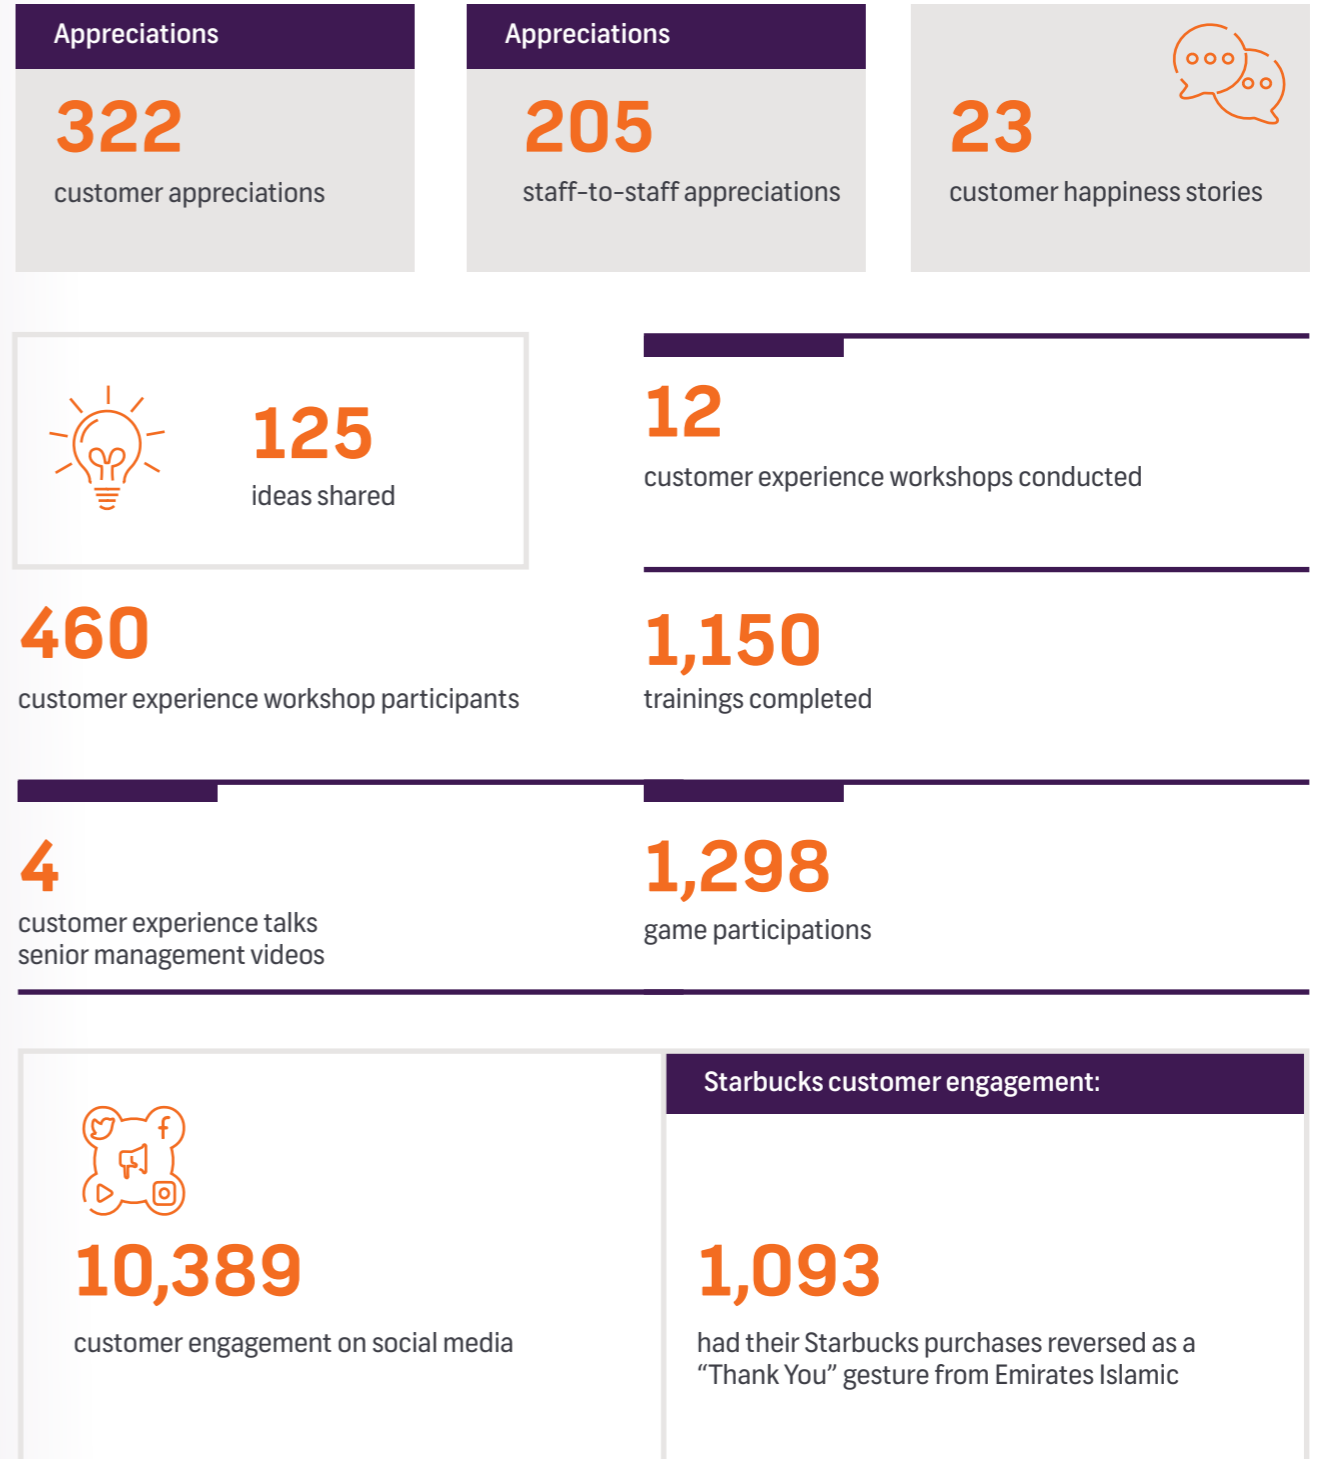 Appreciations
322
customer appreciations
Appreciations
205
staff-to-staff appreciations
23
customer happiness stories
125
ideas shared
12
customer experience workshops conducted
460
customer experience workshop participants
1,150
trainings completed
4
customer experience talks
senior management videos
1,298
game participations
10,389
customer engagement on social media
Starbucks customer engagement:
1,093
had their Starbucks purchases reversed as a
“Thank You” gesture from Emirates Islamic